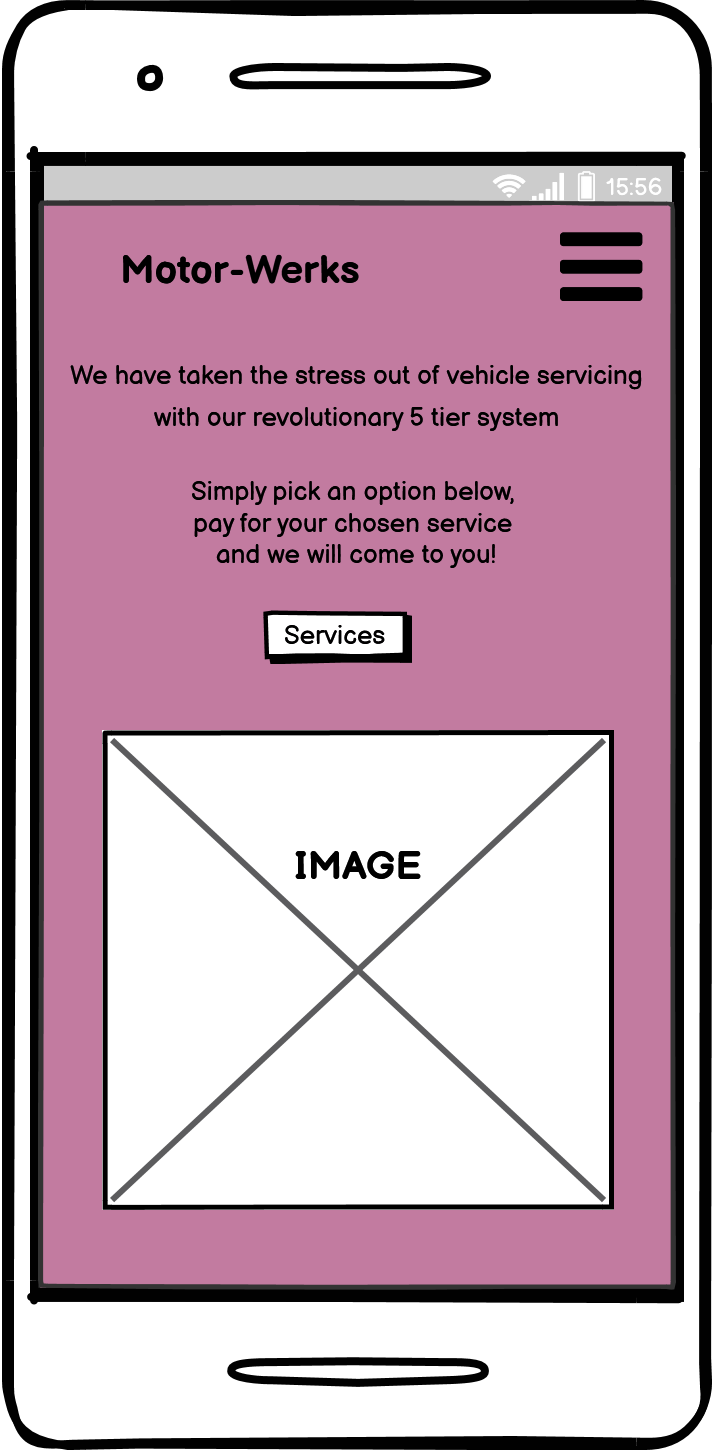 15:56
Motor-Werks
We have taken the stress out of vehicle servicing
with our revolutionary 5 tier system
Simply pick an option below,
pay for your chosen service
and we will come to you!
Services
IMAGE